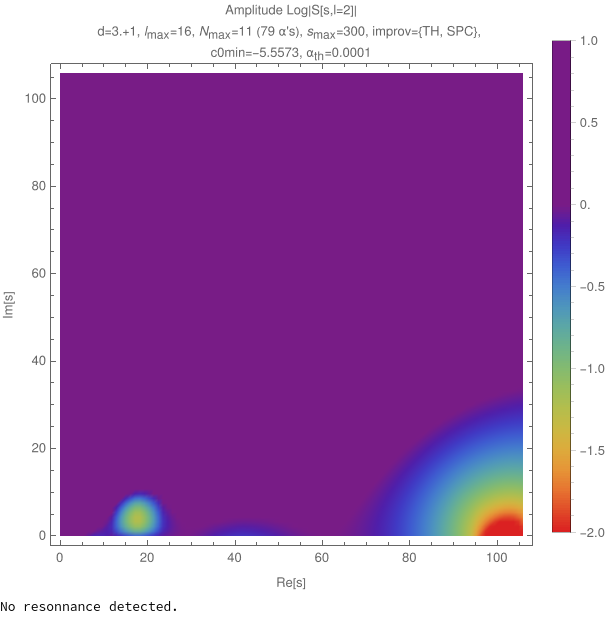 Amplitude Log|S[s,l=2]|
d=3.+1, lmax=16, Nmax=11 (79 α's), smax=300, improv={TH, SPC},
c0min=−5.5573, αth=0.0001
1.0
0.5
0.
−0.5
−1.0
−1.5
−2.0
100
80
60
40
20
0
Im[s]
0 20 40 60 80 100
Re[s]
No resonnance detected.